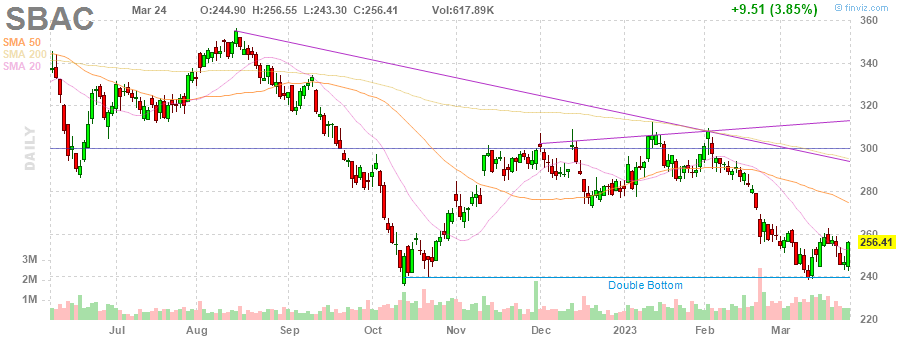 SBAC Mar 24 O:244.90 H:256.55 L:243.30 C:256.41 Vol:617.89K +9.51 (3.85%) © finviz.com
SMA 50
SMA 200
SMA 20
DAILY
360
340
320
300
280
260
256.41
240
220
3M
2M
1M
Double Bottom
Jul Aug Sep Oct Nov Dec 2023 Feb Mar